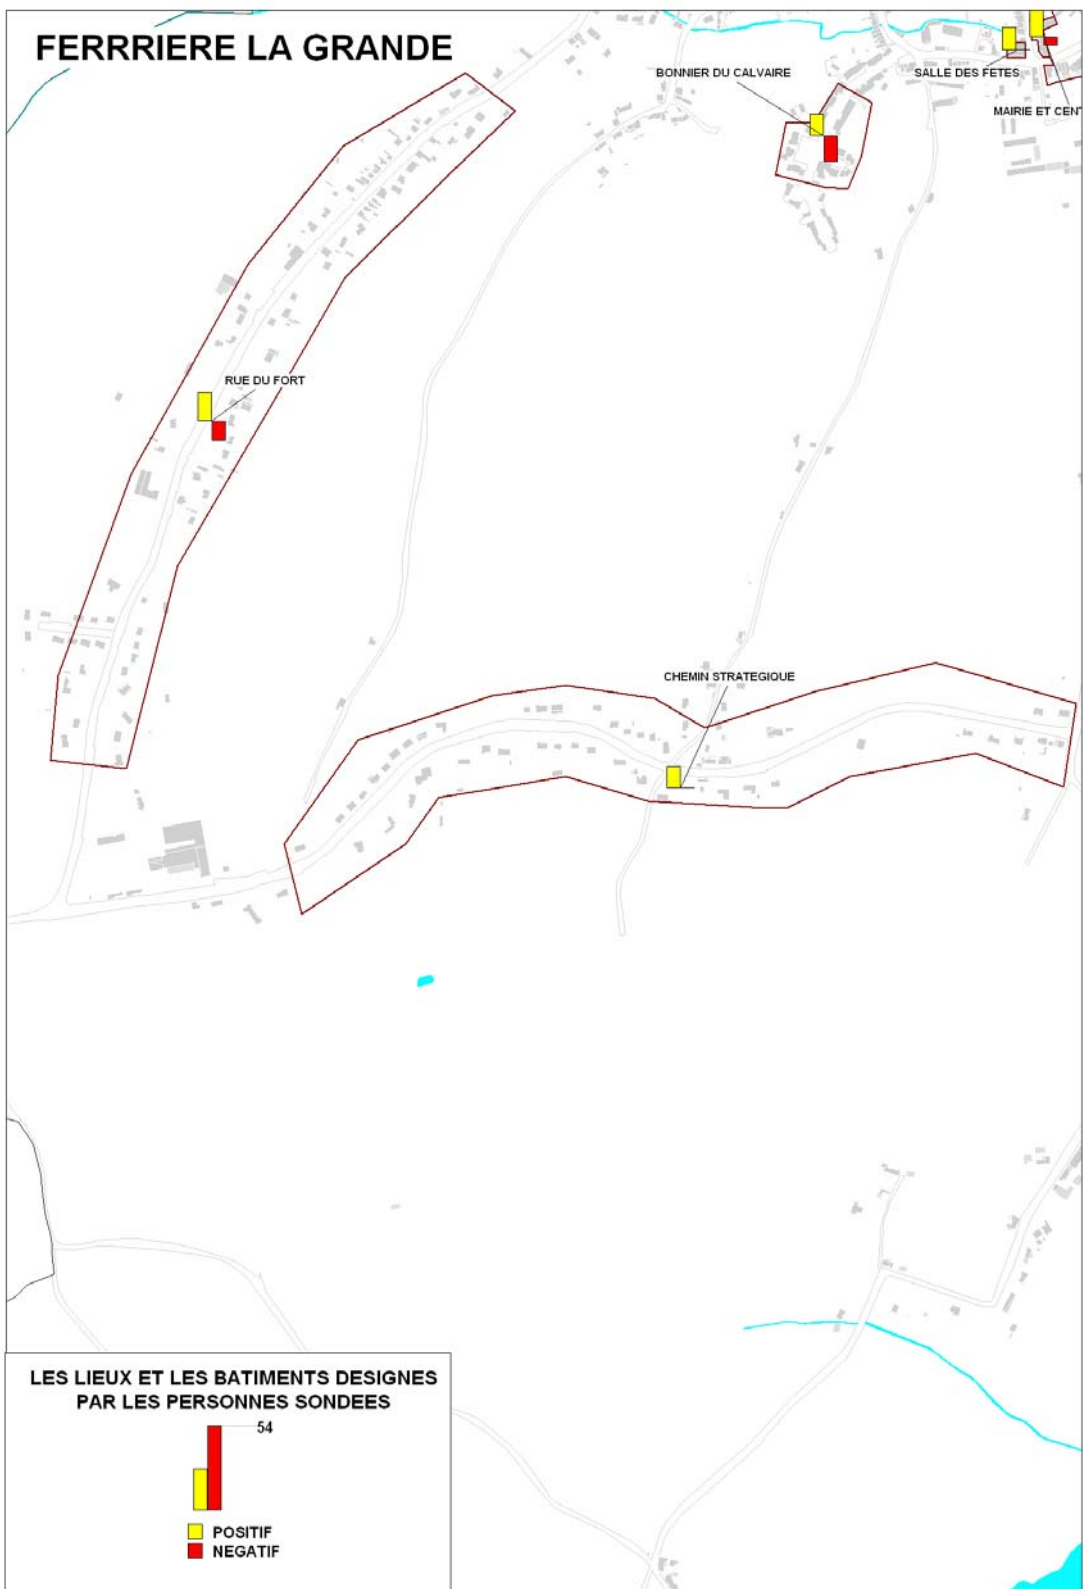 FERRRIERE LA GRANDE
BONNIER DU CALVAIRE
SALLE DES FETES
MAIRIE ET CEN
RUE DU FORT
CHEMIN STRATEGIQUE
LES LIEUX ET LES BATIMENTS DESIGNES
PAR LES PERSONNES SONDEES
54
POSITIF
NEGATIF